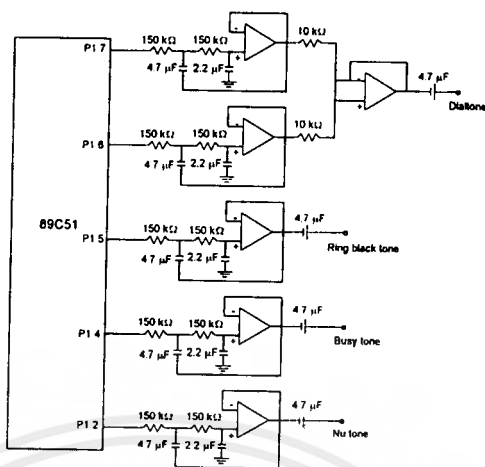 150 kΩ 150 kΩ 10 kΩ
P1 7
4.7 µF 2.2 µF
4.7 µF
Dialtone
150 kΩ 150 kΩ
10 kΩ
P1 6
4.7 µF 2.2 µF
89C51
150 kΩ 150 kΩ
4.7 µF
P1 5
Ring black tone
4.7 µF 2.2 µF
150 kΩ 150 kΩ
4.7 µF
P1 4
Busy tone
4.7 µF 2.2 µF
150 kΩ 150 kΩ
4.7 µF
P1 2
Nu tone
4.7 µF 2.2 µF